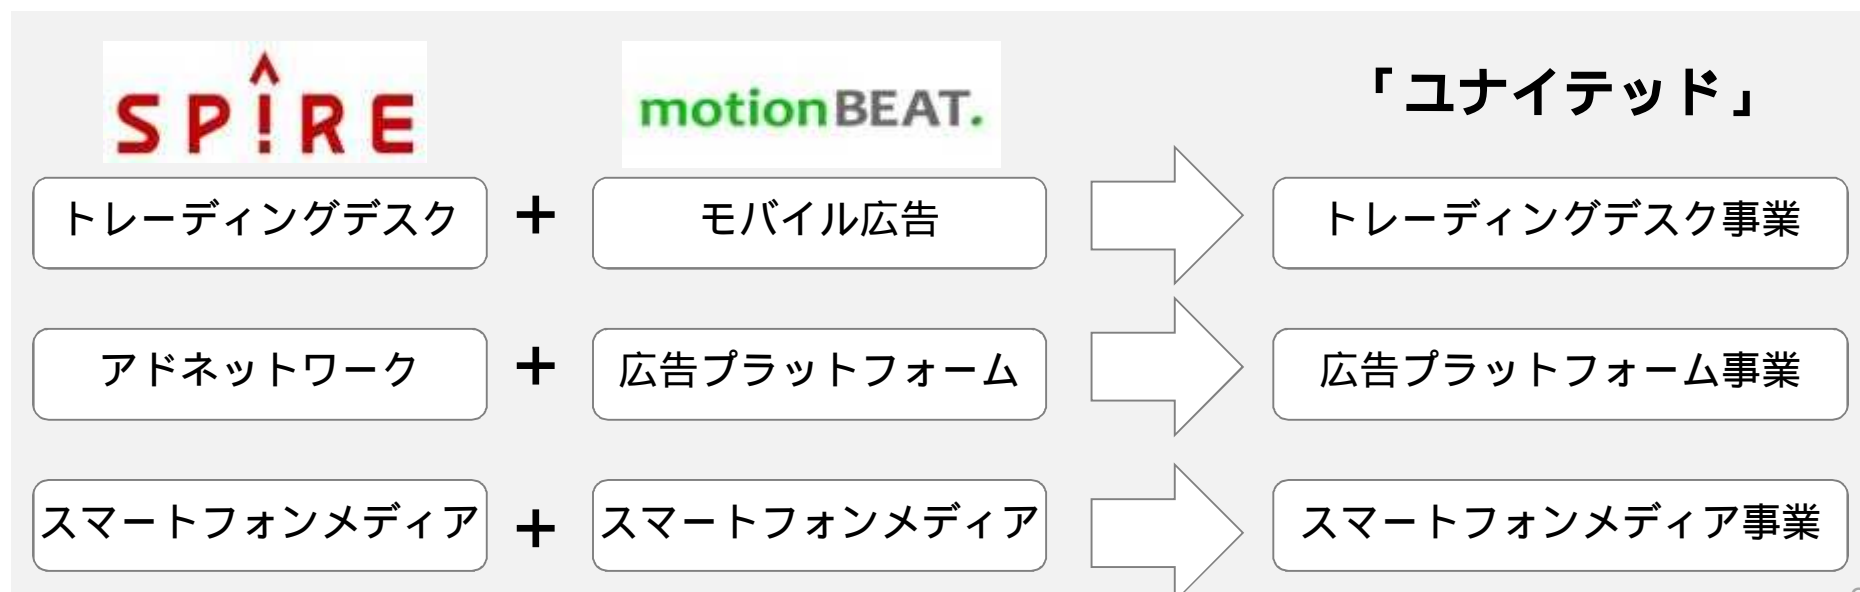 SPIRE
motionBEAT.
「ユナイテッド」
トレーディングデスク
+
モバイル広告
トレーディングデスク事業
アドネットワーク
+
広告プラットフォーム
広告プラットフォーム事業
スマートフォンメディア
+
スマートフォンメディア
スマートフォンメディア事業